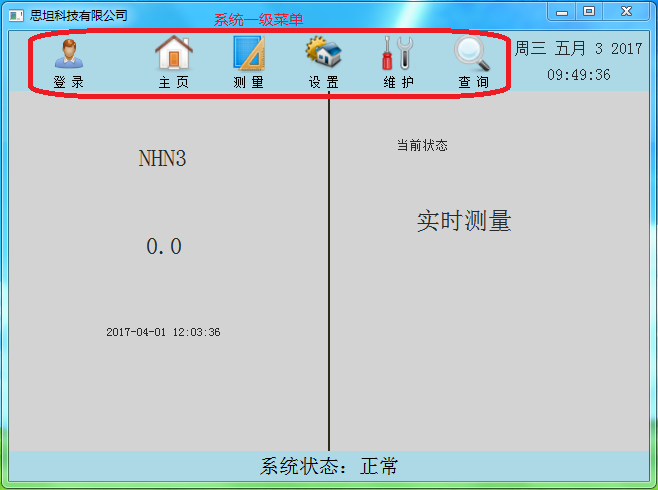 思坦科技有限公司
系统一级菜单
登录 主页 测量 设置 维护 查询
周三 五月 3 2017
09:49:36
NHN3
0.0
2017-04-01 12:03:36
当前状态
实时测量
系统状态：正常